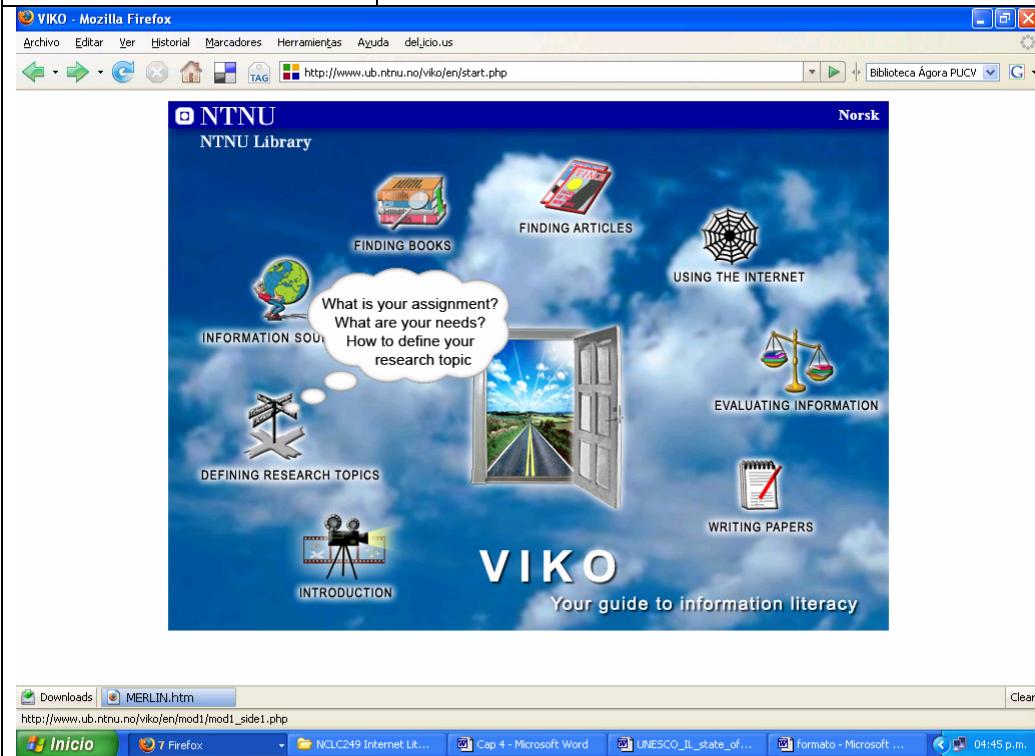 VIKO - Mozilla Firefox
Archivo Editar Ver Historial Marcadores Herramientas Ayuda del.icio.us
TAG http://www.ub.ntnu.no/viko/en/start.php Biblioteca Ágora PUCV G
NTNU Norsk
NTNU Library
FINDING BOOKS
FINDING ARTICLES
USING THE INTERNET
What is your assignment?
What are your needs?
How to define your
research topic
INFORMATION SOU
EVALUATING INFORMATION
DEFINING RESEARCH TOPICS
WRITING PAPERS
INTRODUCTION
VIKO
Your guide to information literacy
Downloads MERLIN.htm Clear
http://www.ub.ntnu.no/viko/en/mod1/mod1_side1.php
Inicio 7 Firefox NCLC249 Internet Lit... Cap 4 - Microsoft Word UNESCO_IL_state_of... formato - Microsoft ... 04:45 p.m.